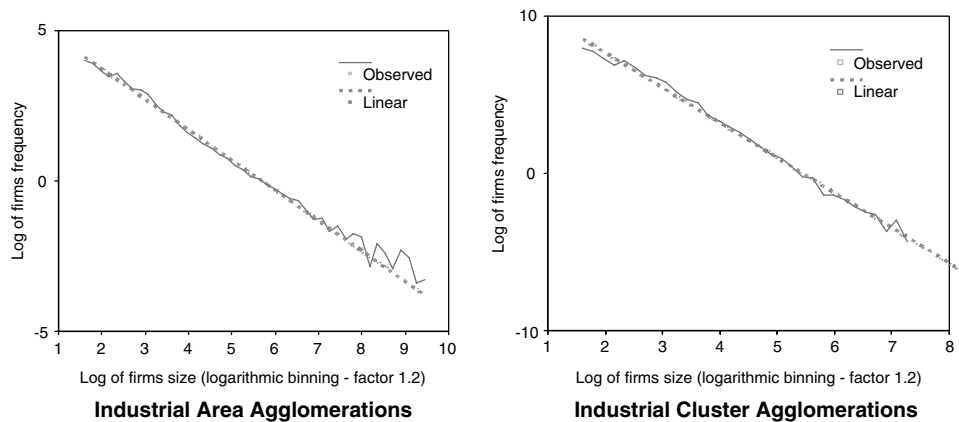 5
0
-5
Log of firms frequency
Observed
Linear
1 2 3 4 5 6 7 8 9 10
Log of firms size (logarithmic binning - factor 1.2)
Industrial Area Agglomerations
10
0
-10
Log of firms frequency
Observed
Linear
1 2 3 4 5 6 7 8
Log of firms size (logarithmic binning - factor 1.2)
Industrial Cluster Agglomerations